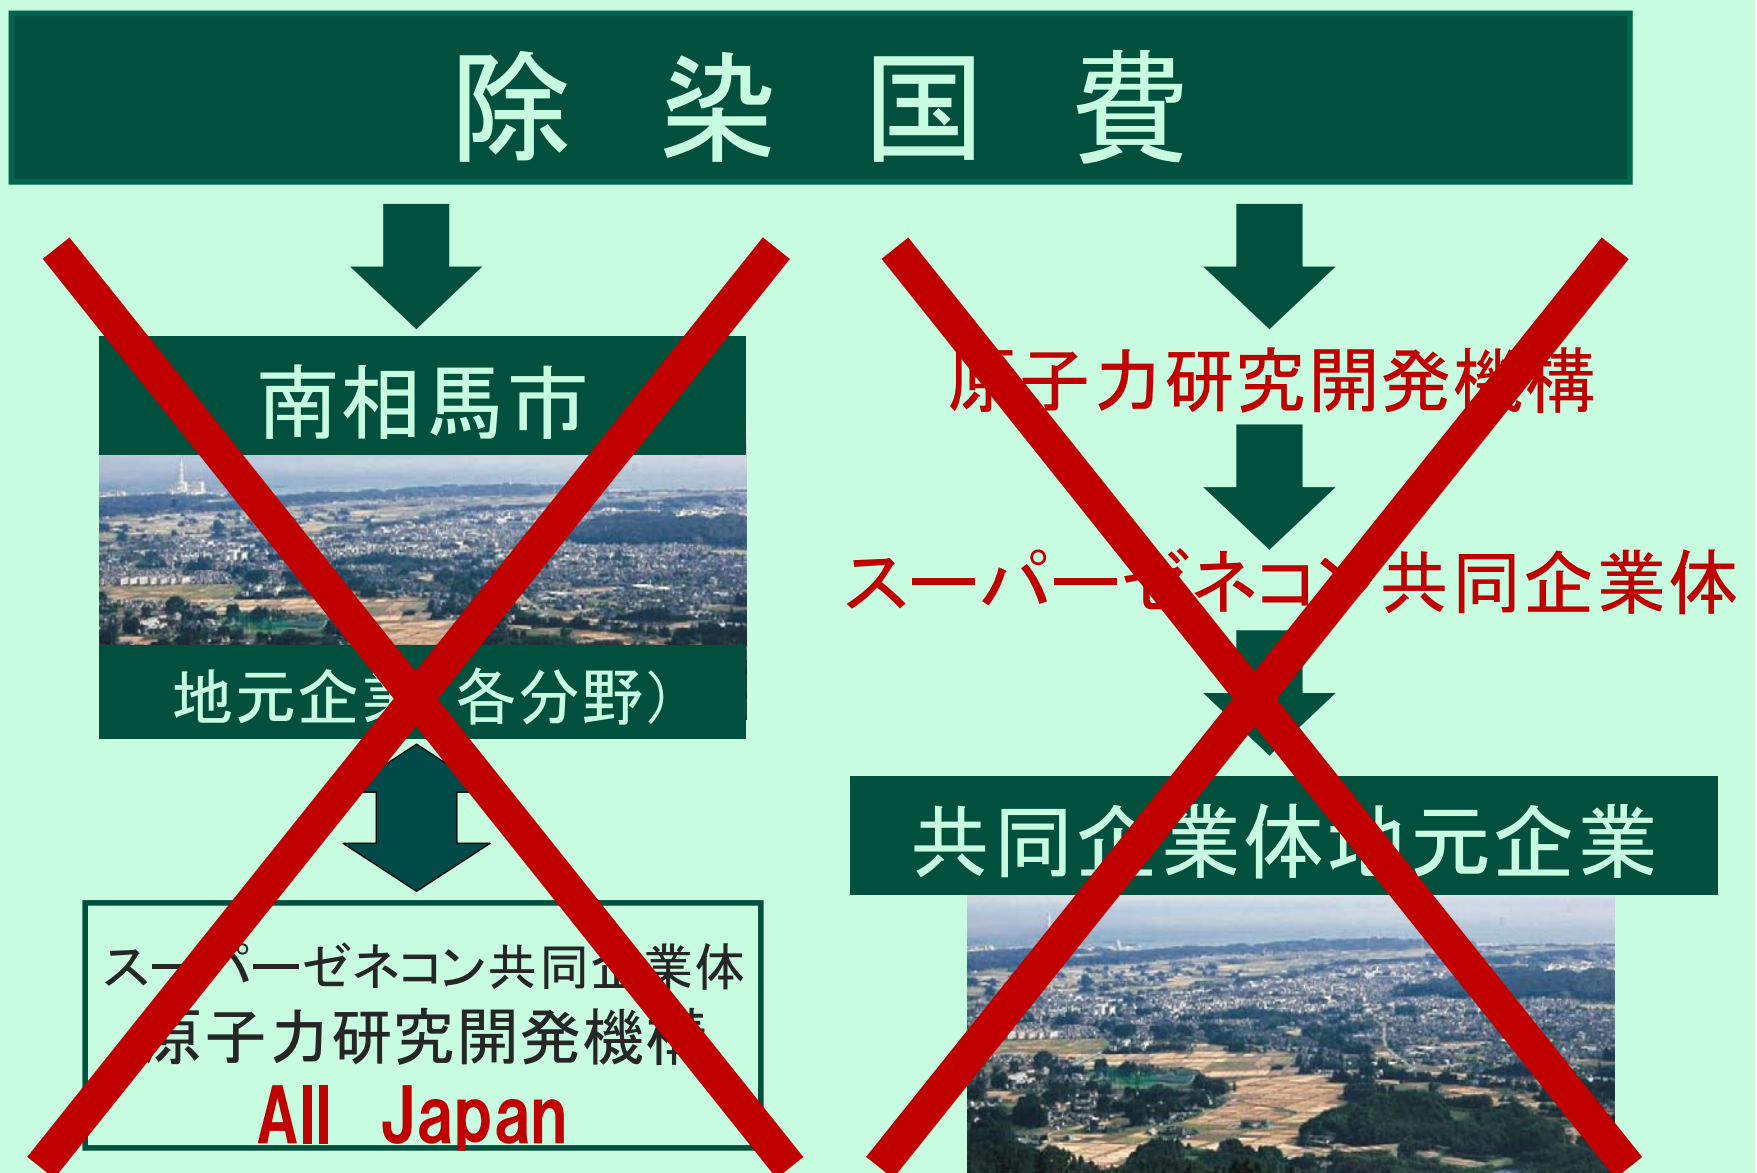 除 染 国 費
南相馬市
地元企業（各分野）
スーパーゼネコン共同企業体
原子力研究開発機構
All Japan
原子力研究開発機構
スーパーゼネコン共同企業体
共同企業体地元企業